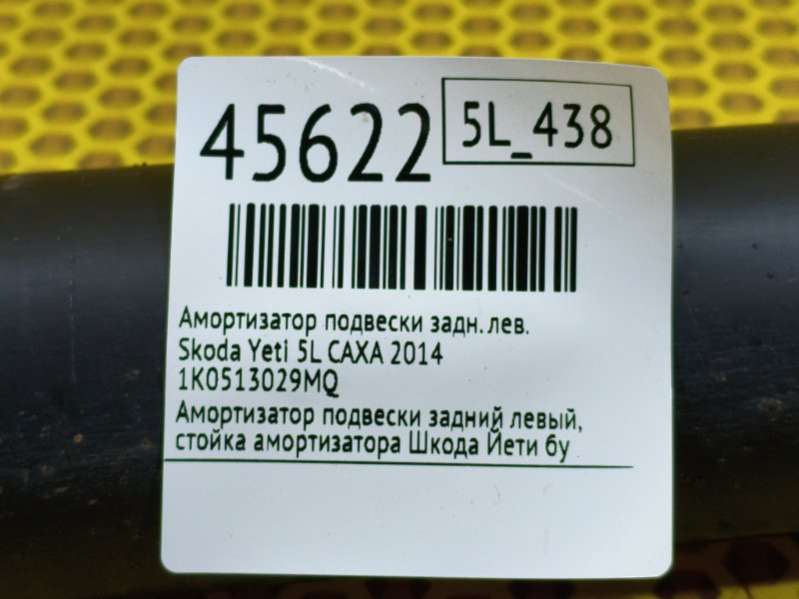 45622
5L_438
Амортизатор подвески задн. лев.
Skoda Yeti 5L CAXA 2014
1K0513029MQ
Амортизатор подвески задний левый,
стойка амортизатора Шкода Йети бу